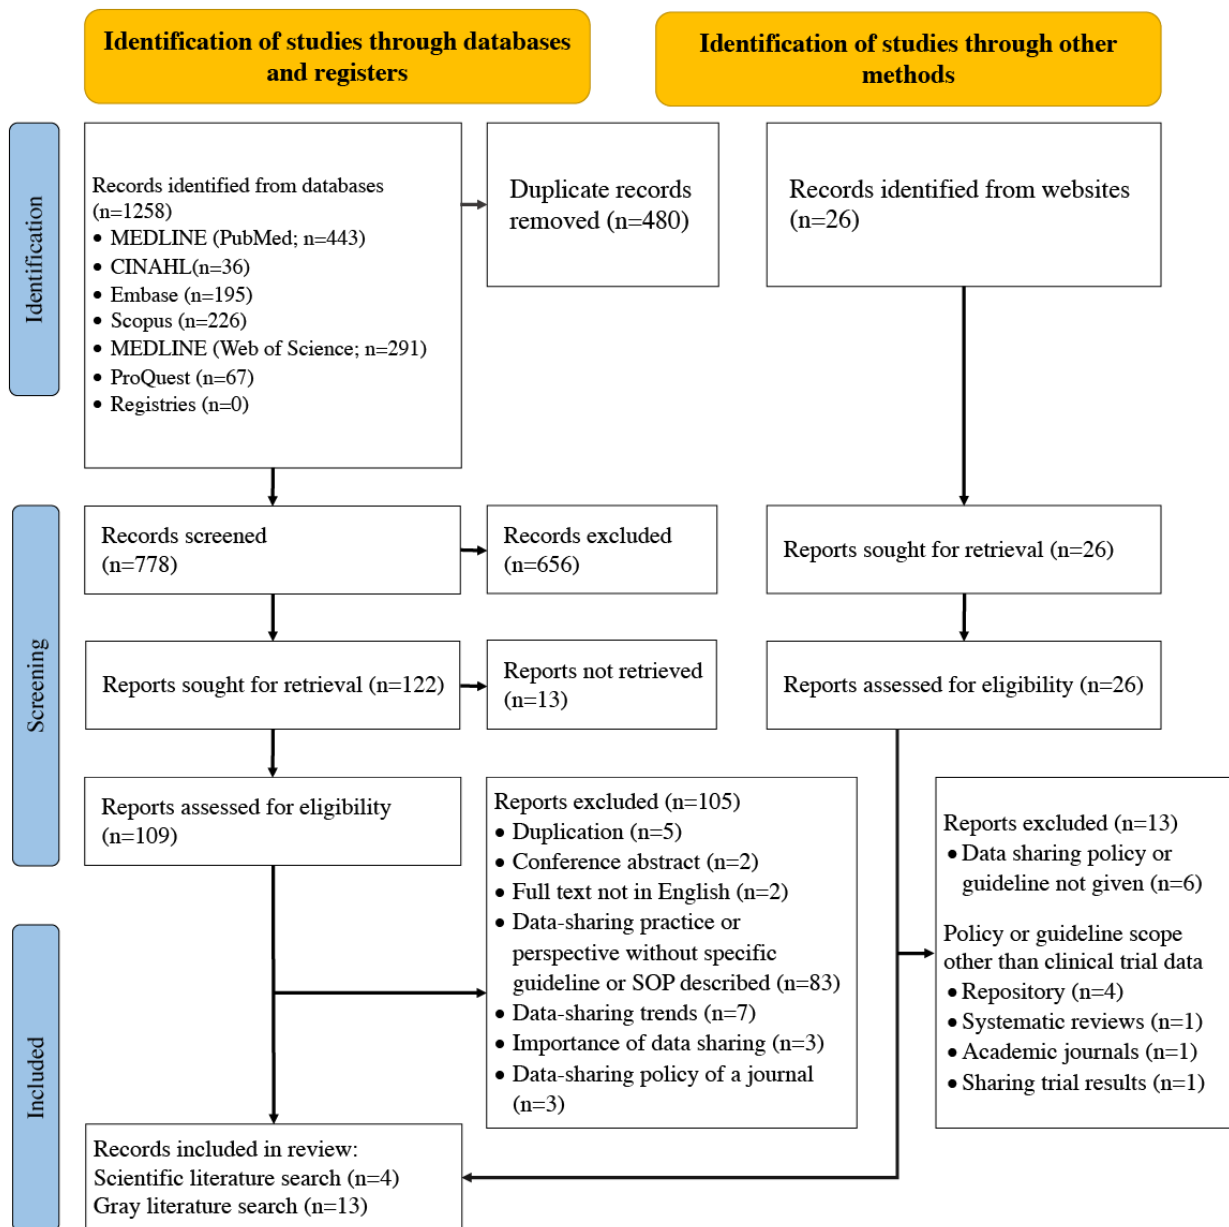 Identification of studies through databases
and registers
Identification of studies through other
methods
Identification
Records identified from databases
(n=1258)
• MEDLINE (PubMed; n=443)
• CINAHL(n=36)
• Embase (n=195)
• Scopus (n=226)
• MEDLINE (Web of Science; n=291)
• ProQuest (n=67)
• Registries (n=0)
Duplicate records
removed (n=480)
Records identified from websites
(n=26)
Screening
Records screened
(n=778)
Records excluded
(n=656)
Reports sought for retrieval (n=26)
Reports sought for retrieval (n=122)
Reports not retrieved
(n=13)
Reports assessed for eligibility (n=26)
Reports assessed for eligibility
(n=109)
Reports excluded (n=105)
• Duplication (n=5)
• Conference abstract (n=2)
• Full text not in English (n=2)
• Data-sharing practice or
perspective without specific
guideline or SOP described (n=83)
• Data-sharing trends (n=7)
• Importance of data sharing (n=3)
• Data-sharing policy of a journal
(n=3)
Reports excluded (n=13)
• Data sharing policy or
guideline not given (n=6)
Policy or guideline scope
other than clinical trial data
• Repository (n=4)
• Systematic reviews (n=1)
• Academic journals (n=1)
• Sharing trial results (n=1)
Included
Records included in review:
Scientific literature search (n=4)
Gray literature search (n=13)